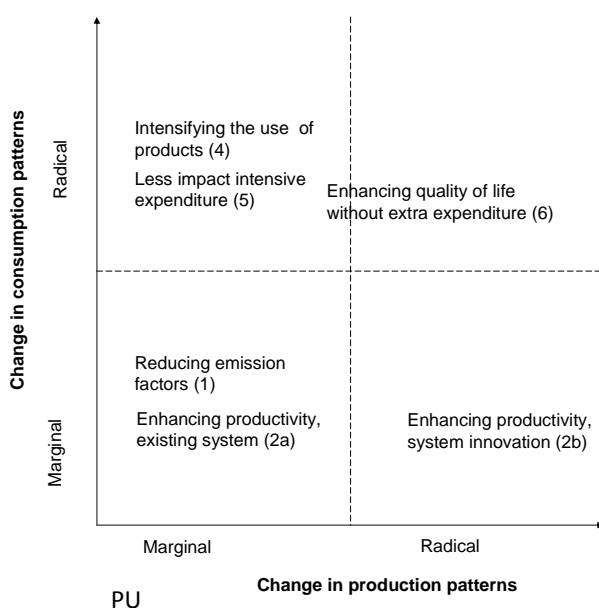 Change in consumption patterns
Radical
Marginal
Intensifying the use of
products (4)
Less impact intensive
expenditure (5)
Enhancing quality of life
without extra expenditure (6)
Reducing emission
factors (1)
Enhancing productivity,
existing system (2a)
Enhancing productivity,
system innovation (2b)
Marginal
Radical
Change in production patterns
PU